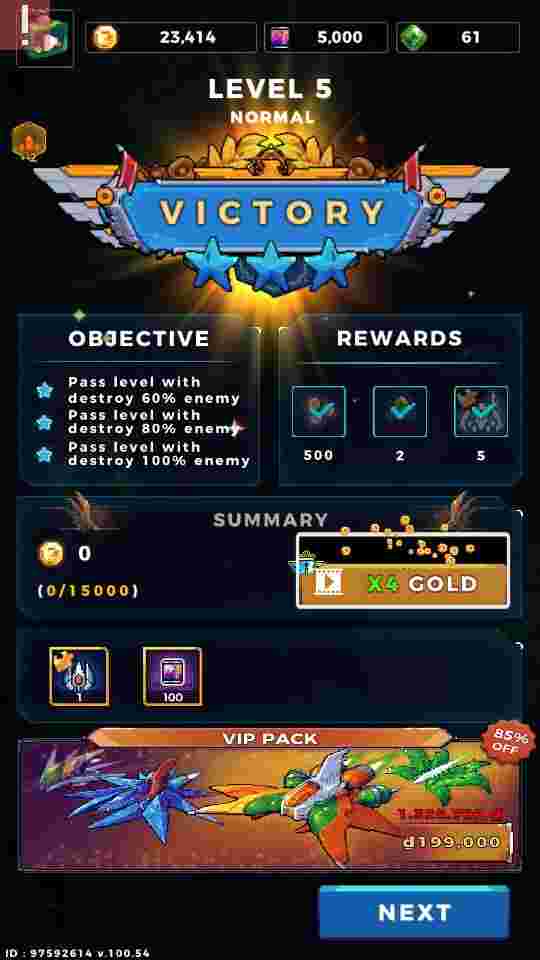 23,414
5,000
61
LEVEL 5
NORMAL
VICTORY
OBJECTIVE
REWARDS
Pass level with
destroy 60% enemy
Pass level with
destroy 80% enemy
Pass level with
destroy 100% enemy
500
2
5
SUMMARY
0
(0/15000)
X4 GOLD
1
100
VIP PACK
85%
OFF
đ199,000
NEXT
ID : 97592614 v.100.54